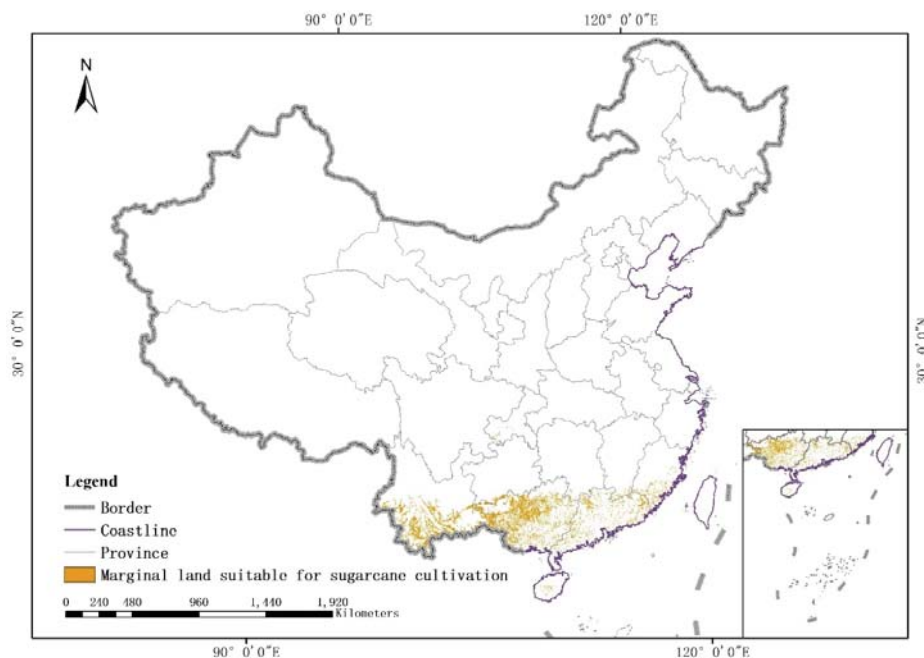 90° 0′0″E 120° 0′0″E
N
30° 0′0″N
30° 0′0″N
Legend
Border
Coastline
Province
Marginal land suitable for sugarcane cultivation
0 240 480 960 1,440 1,920
Kilometers
90° 0′0″E 120° 0′0″E